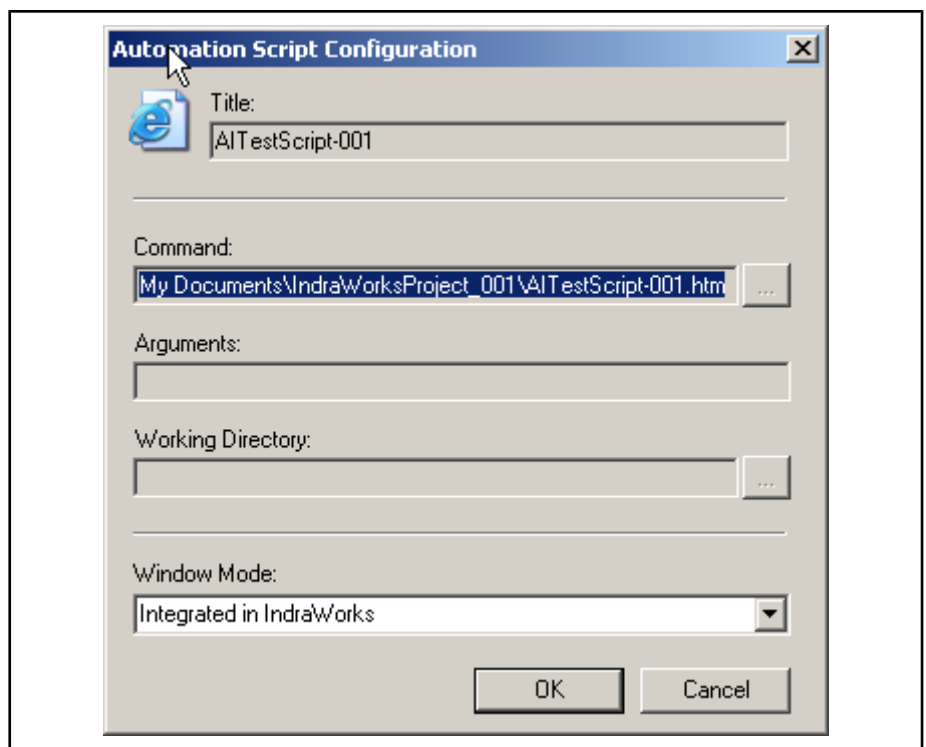 Automation Script Configuration
Title:
AITestScript-001
Command:
My Documents\IndraWorksProject_001\AITestScript-001.htm
...
Arguments:
Working Directory:
...
Window Mode:
Integrated in IndraWorks
OK
Cancel